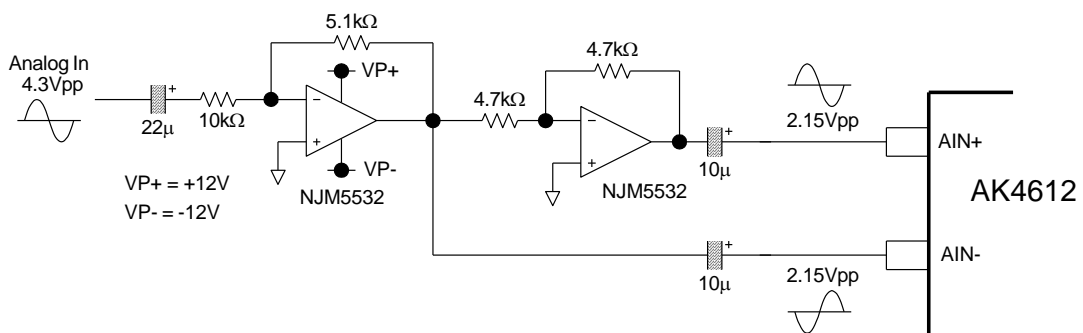 5.1kΩ
4.7kΩ
Analog In
4.3Vpp
VP+
−
+
+
22μ
10kΩ
VP-
NJM5532
VP+ = +12V
VP- = -12V
4.7kΩ
−
+
NJM5532
+
10μ
2.15Vpp
AIN+
AK4612
+
10μ
2.15Vpp
AIN-